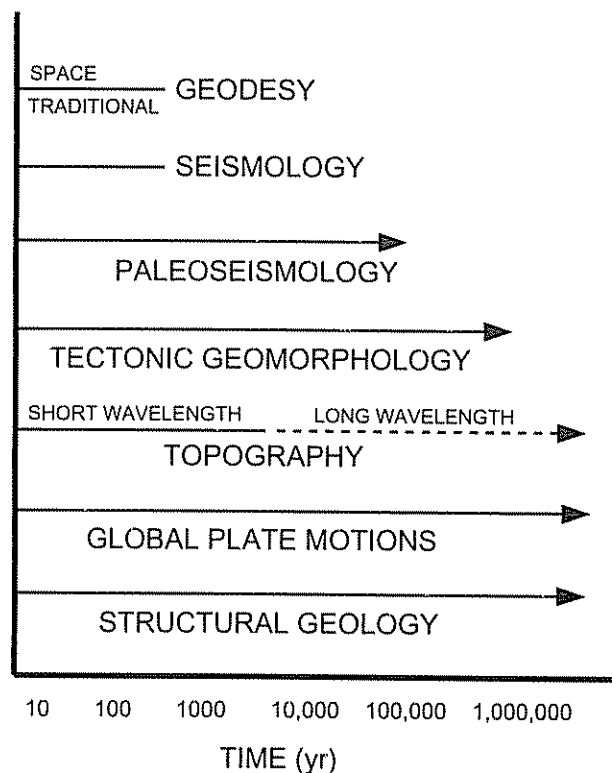 SPACE
GEODESY
TRADITIONAL
SEISMOLOGY
PALEOSEISMOLOGY
TECTONIC GEOMORPHOLOGY
SHORT WAVELENGTH LONG WAVELENGTH
TOPOGRAPHY
GLOBAL PLATE MOTIONS
STRUCTURAL GEOLOGY
10 100 1000 10,000 100,000 1,000,000
TIME (yr)